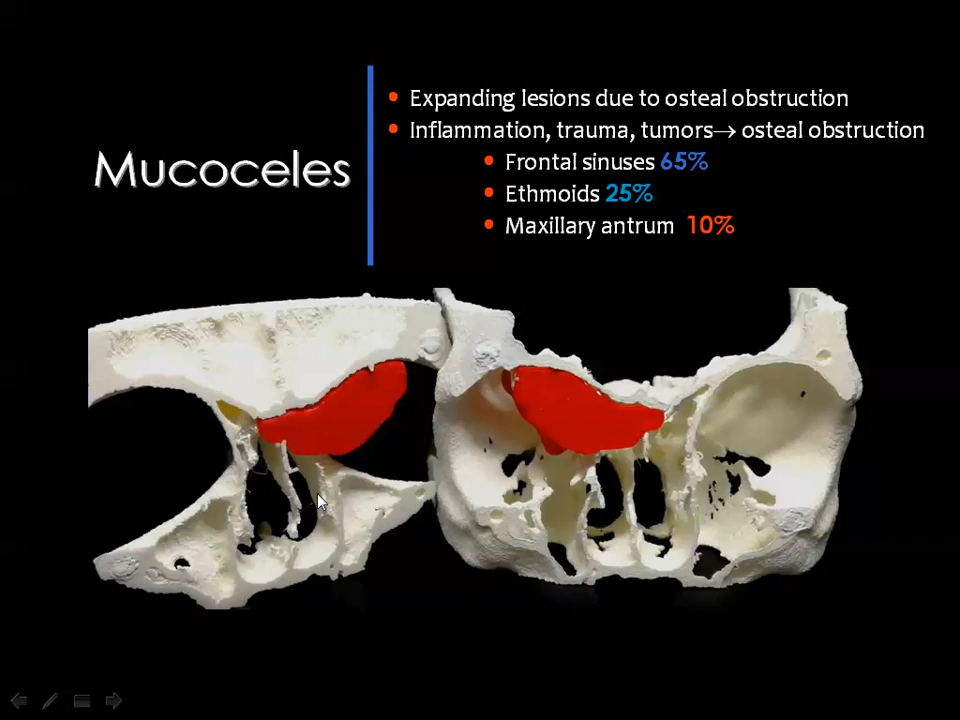 Mucoceles
• Expanding lesions due to osteal obstruction
• Inflammation, trauma, tumors→ osteal obstruction
• Frontal sinuses 65%
• Ethmoids 25%
• Maxillary antrum 10%